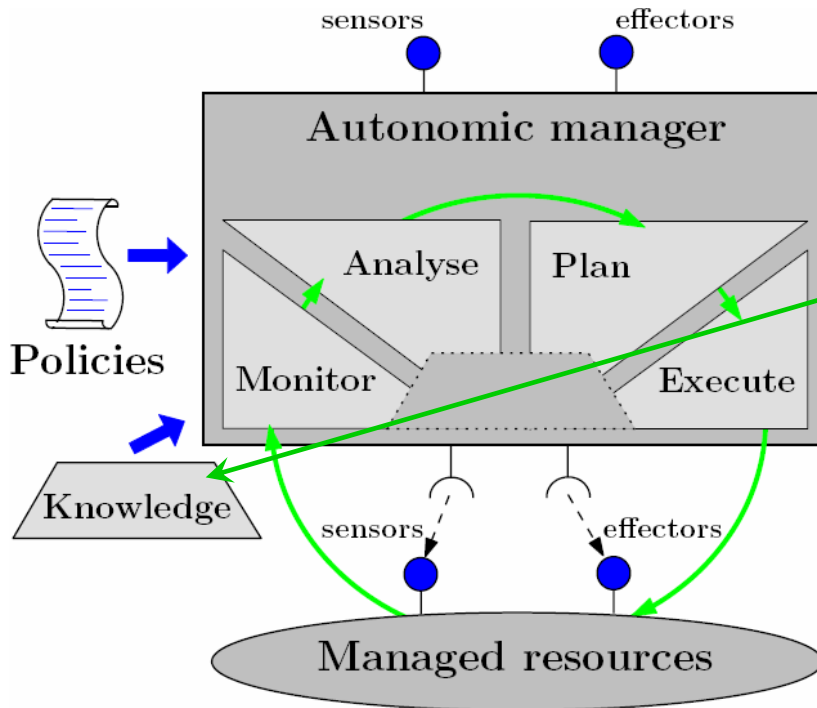 sensors
effectors
Autonomic manager
Analyse
Plan
Policies
Monitor
Execute
Knowledge
sensors
effectors
Managed resources